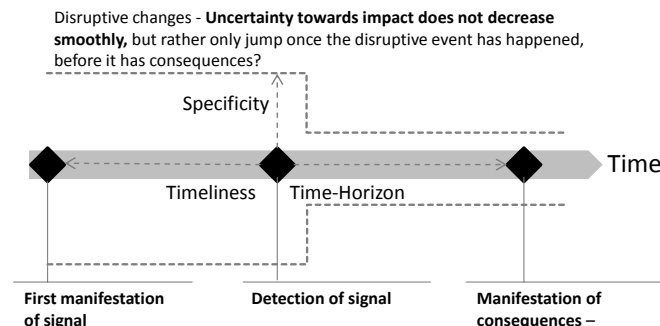 Disruptive changes - Uncertainty towards impact does not decrease
smoothly, but rather only jump once the disruptive event has happened,
before it has consequences?
Specificity
Time
Timeliness
Time-Horizon
First manifestation
of signal
Detection of signal
Manifestation of
consequences –